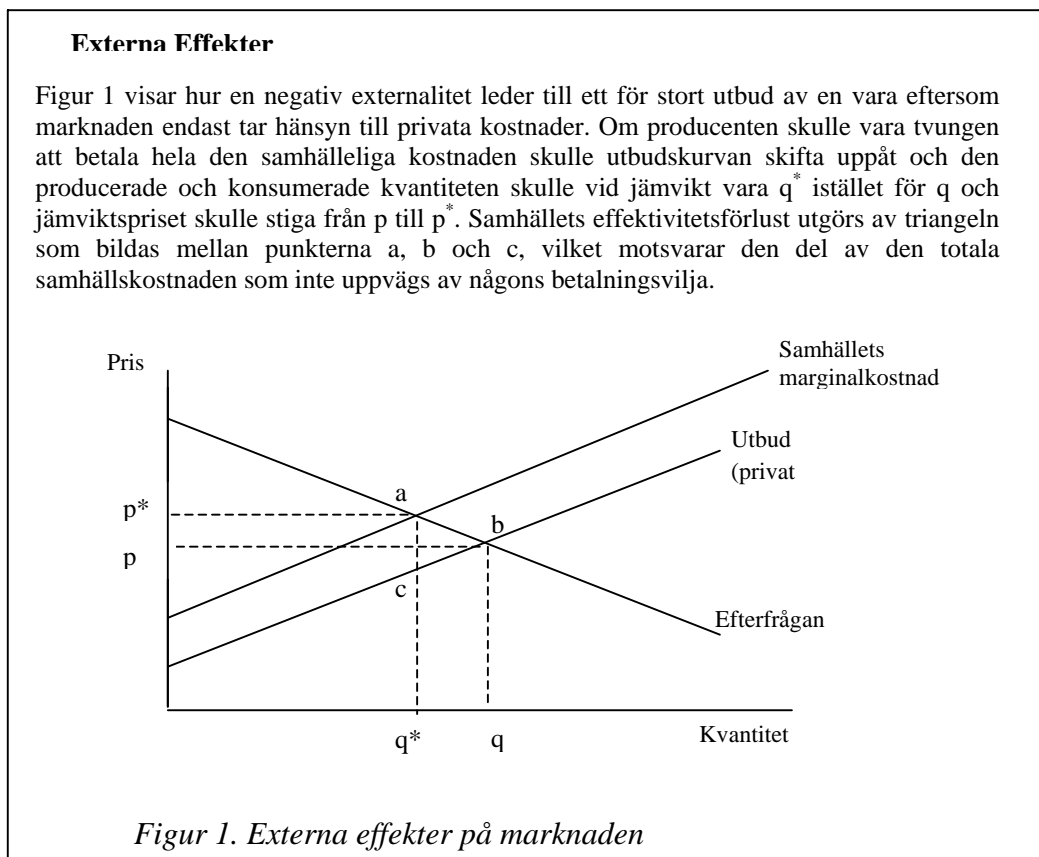 Externa Effekter
Figur 1 visar hur en negativ externalitet leder till ett för stort utbud av en vara eftersom
marknaden endast tar hänsyn till privata kostnader. Om producenten skulle vara tvungen
att betala hela den samhälleliga kostnaden skulle utbudskurvan skifta uppåt och den
producerade och konsumerade kvantiteten skulle vid jämvikt vara q* istället för q och
jämviktspriset skulle stiga från p till p*. Samhällets effektivitetsförlust utgörs av triangeln
som bildas mellan punkterna a, b och c, vilket motsvarar den del av den totala
samhällskostnaden som inte uppvägs av någons betalningsvilja.
Pris
Samhällets
marginalkostnad
Utbud
(privat
a
p*
b
p
c
Efterfrågan
q*
q
Kvantitet
Figur 1. Externa effekter på marknaden